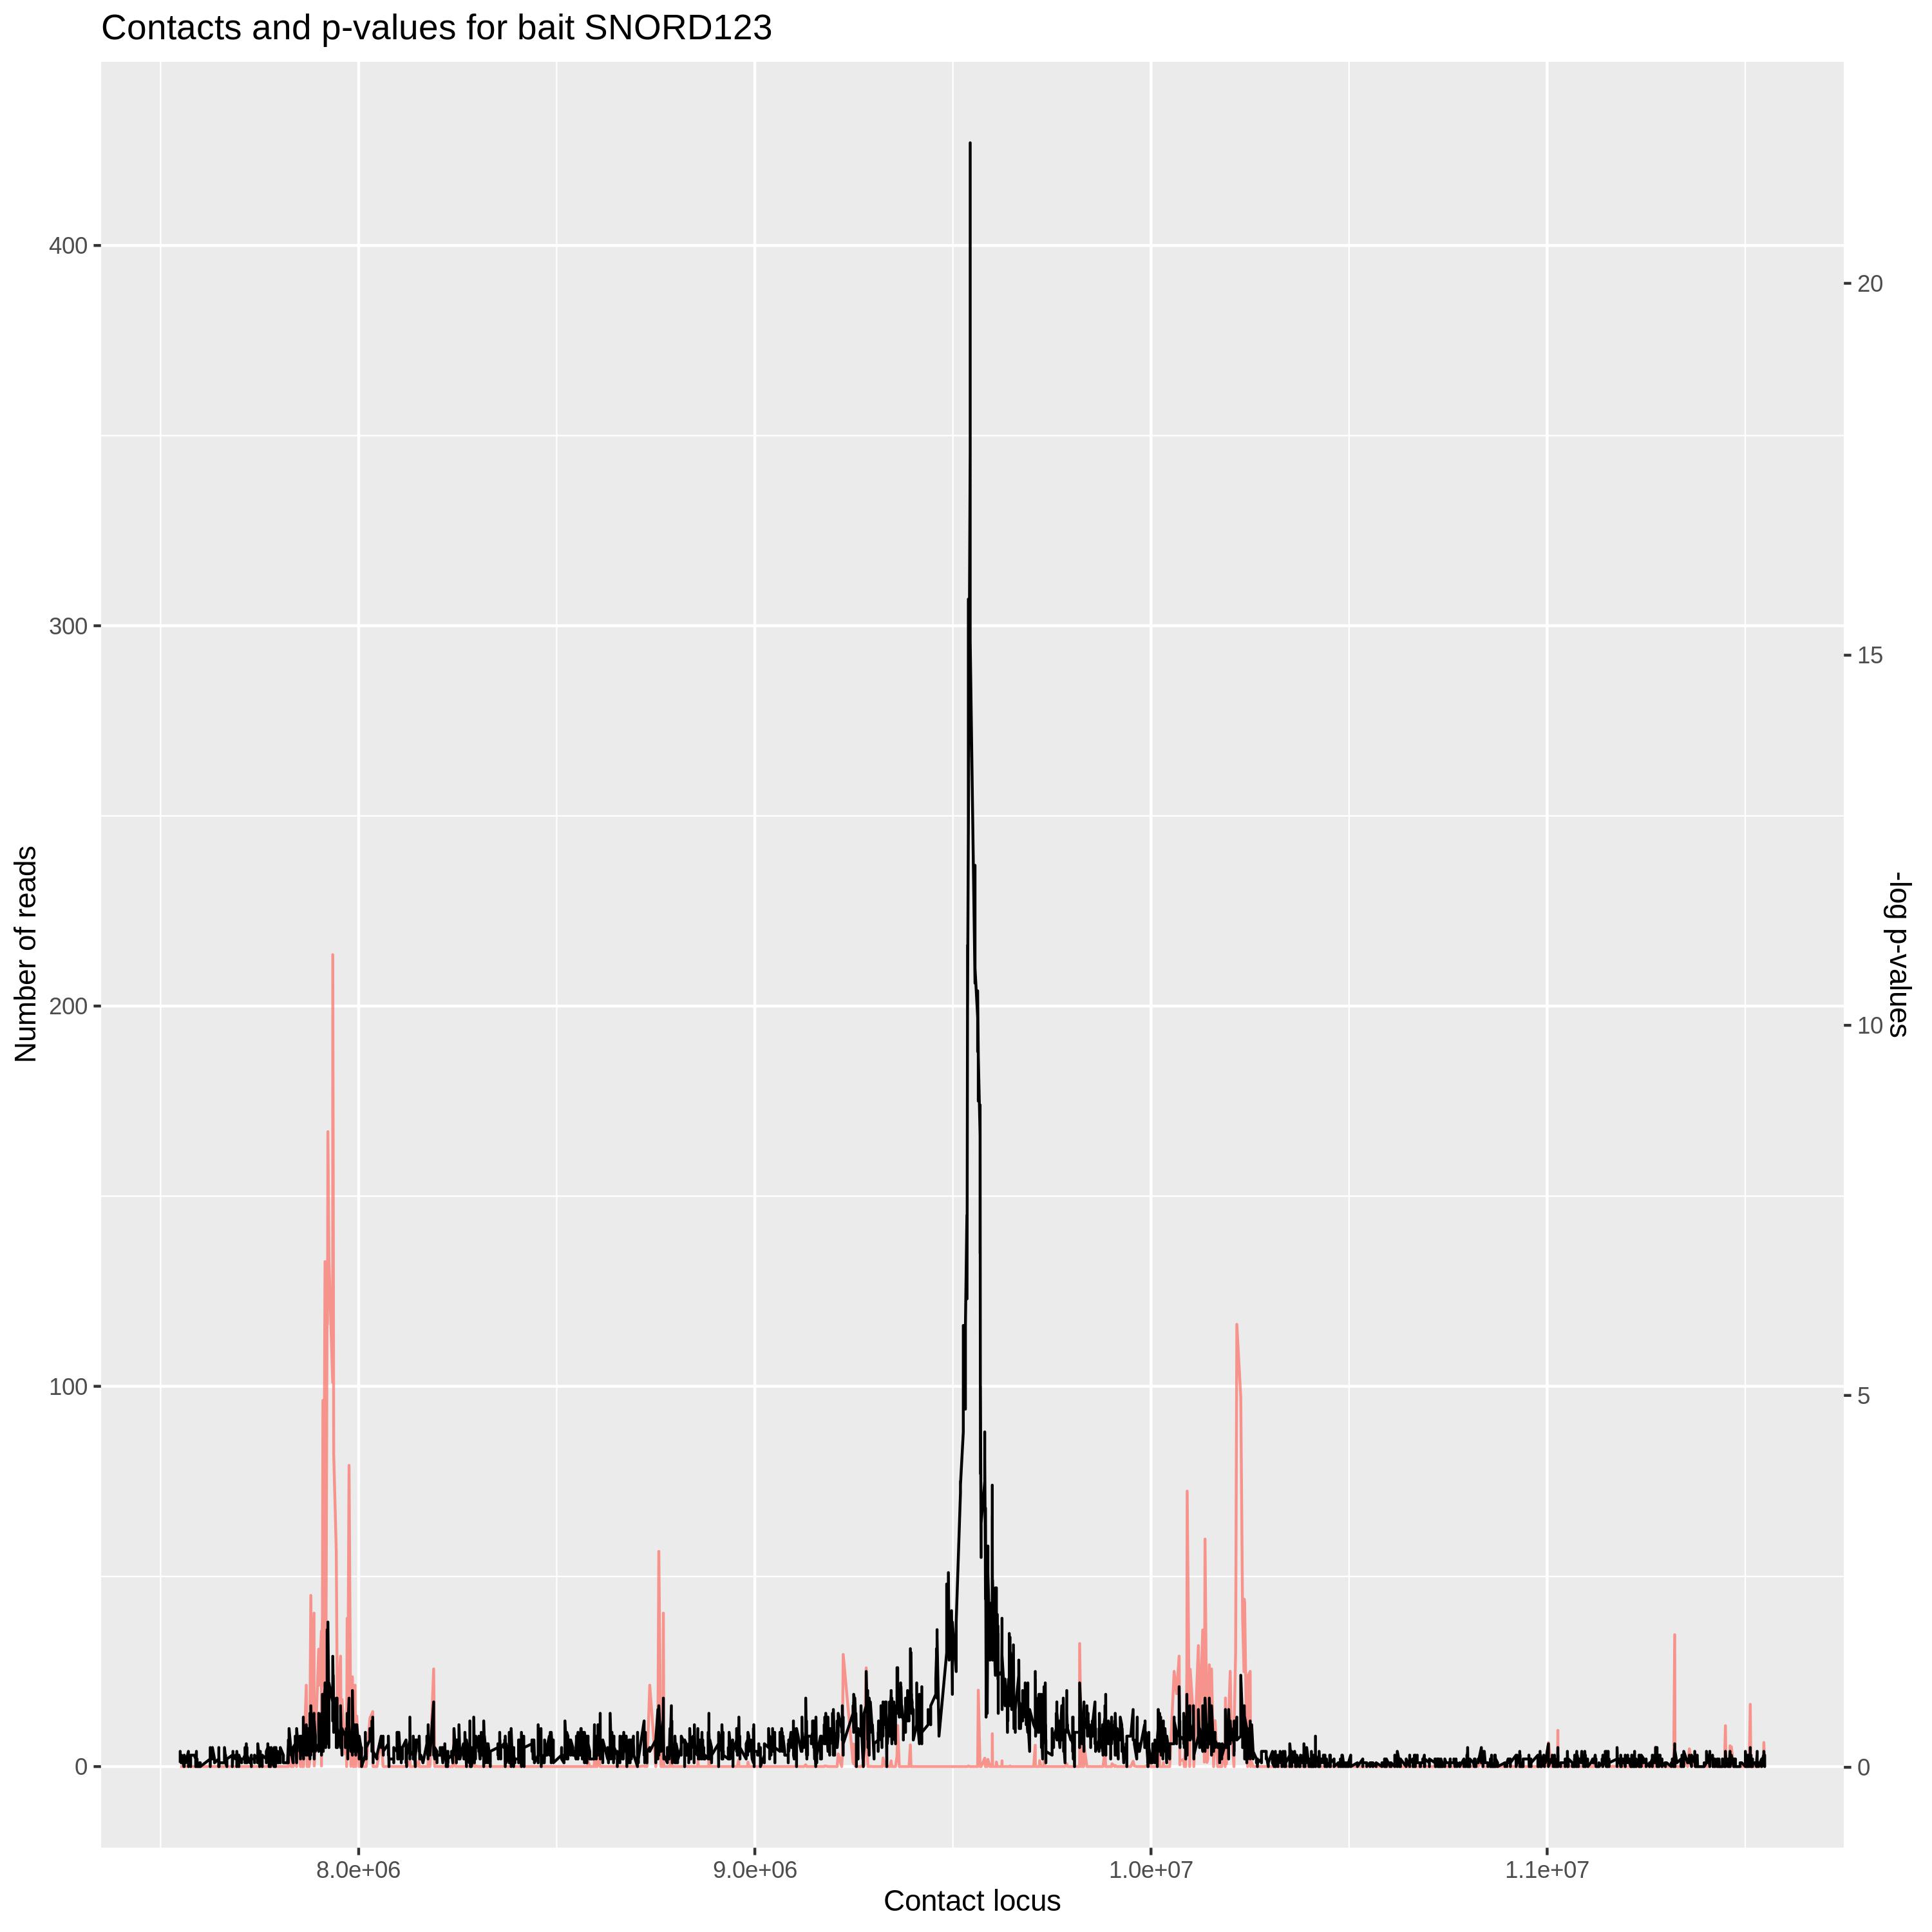 Contacts and p-values for bait SNORD123
400
300
200
100
0
Number of reads
20
15
10
5
0
-log p-values
8.0e+06
9.0e+06
1.0e+07
1.1e+07
Contact locus